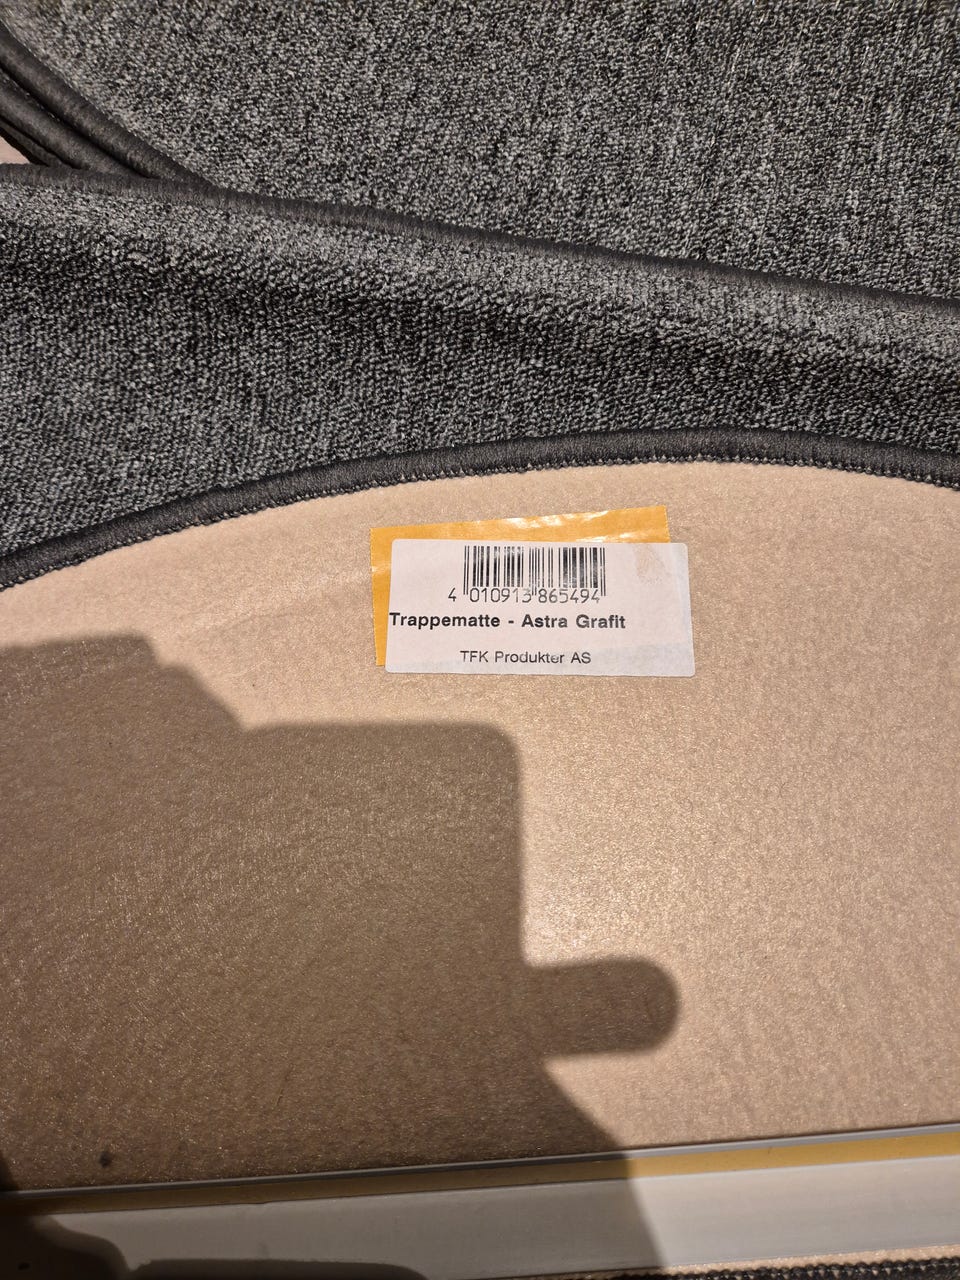 4 010913 865494
Trappematte - Astra Grafit
TFK Produkter AS